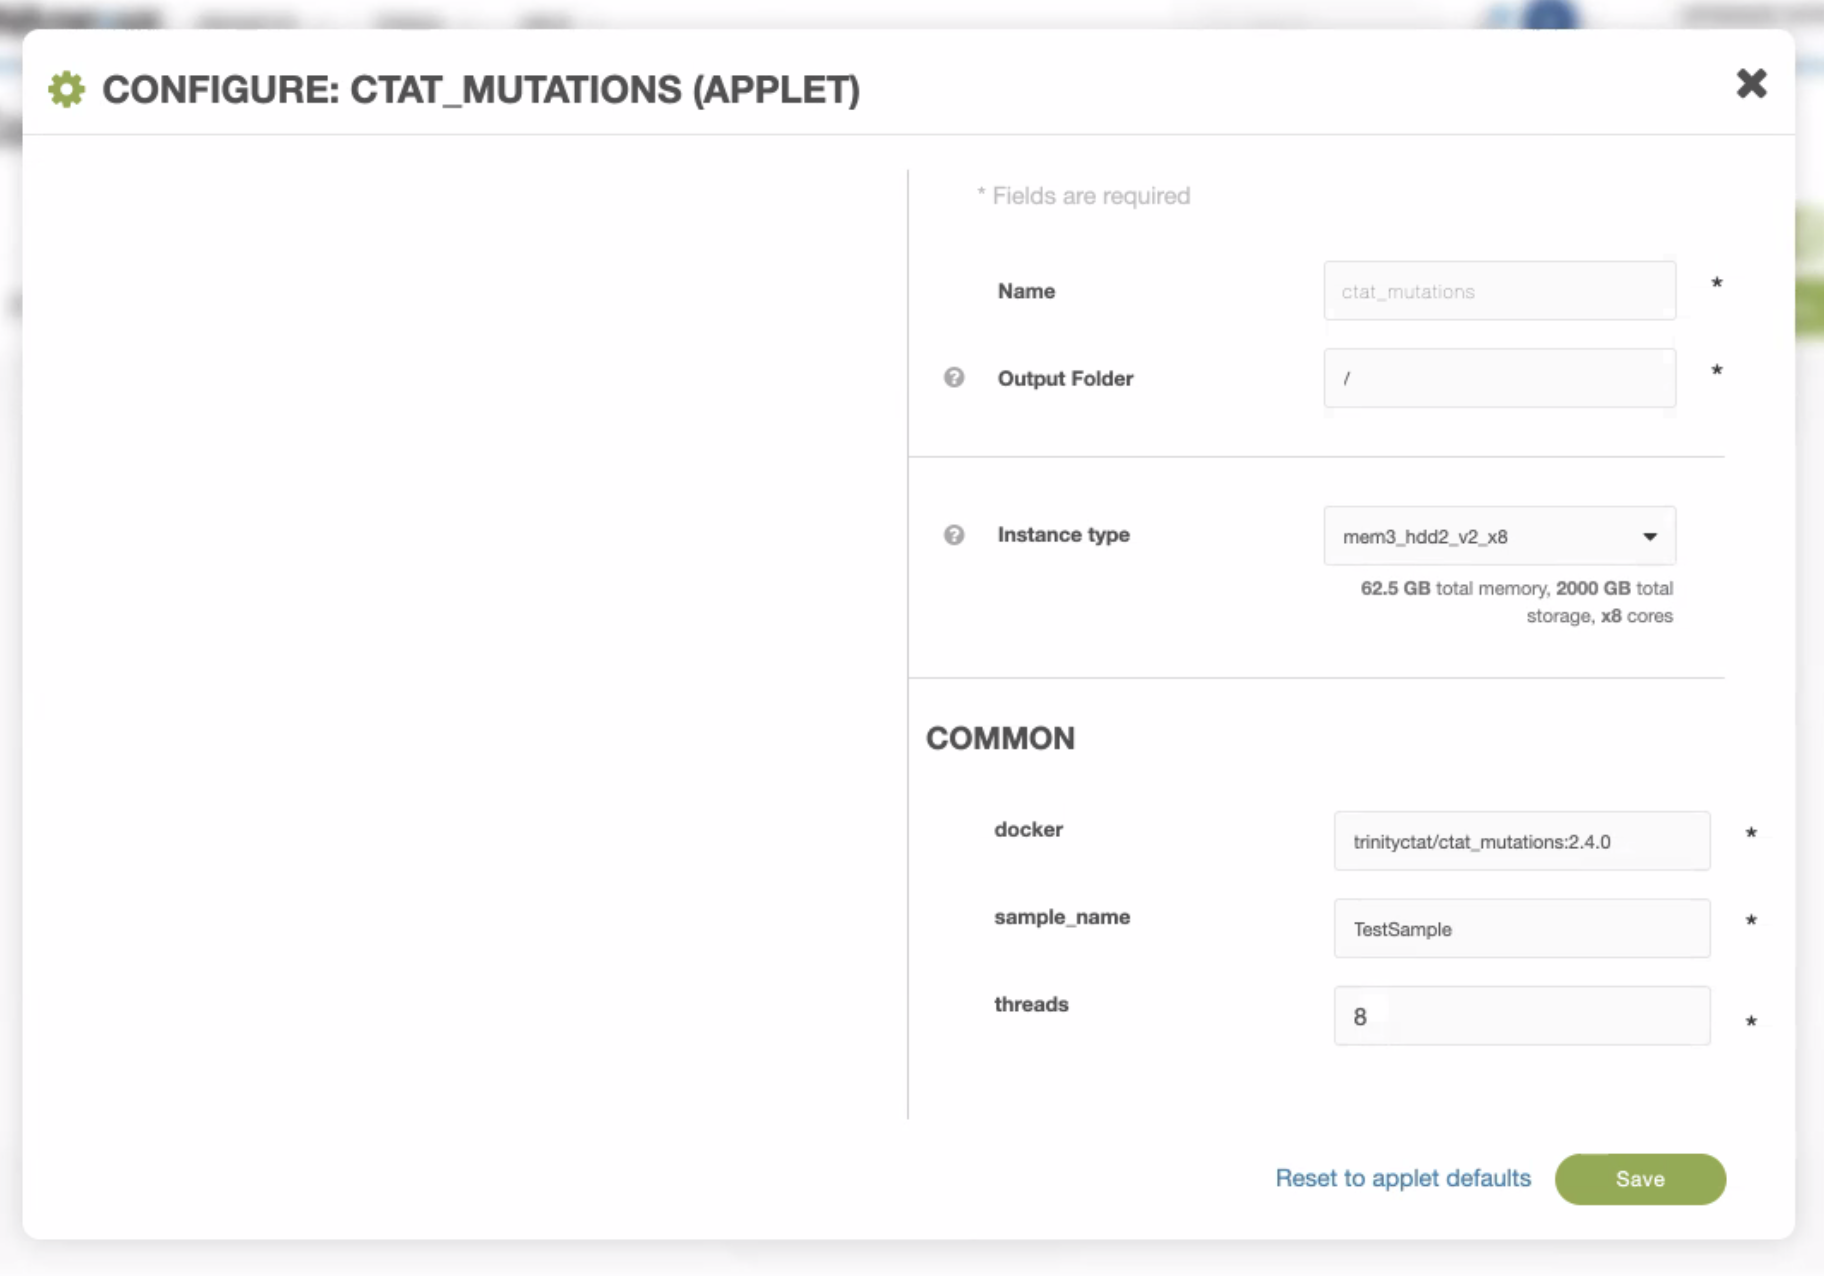 CONFIGURE: CTAT_MUTATIONS (APPLET)
* Fields are required
Name
ctat_mutations
*
Output Folder
/
*
Instance type
mem3_hdd2_v2_x8
62.5 GB total memory, 2000 GB total
storage, x8 cores
COMMON
docker
trinityctat/ctat_mutations:2.4.0
*
sample_name
TestSample
*
threads
8
*
Reset to applet defaults
Save